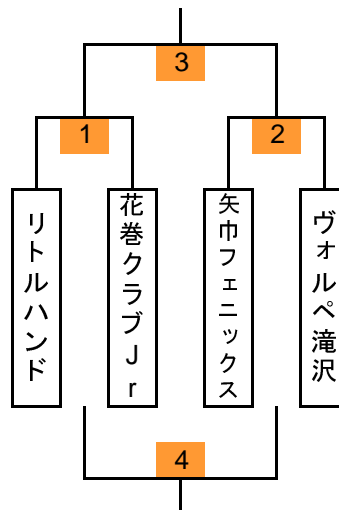 3
1
2
リトルハンド
花巻クラブJr
矢巾フェニックス
ヴォルペ滝沢
4